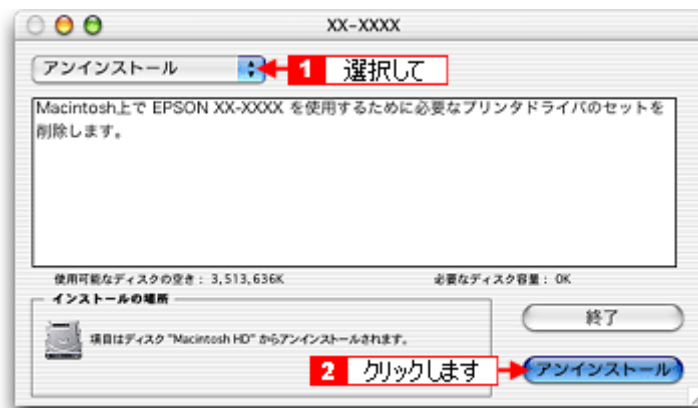 XX-XXXX
アンインストール
1 選択して
Macintosh上で EPSON XX-XXXX を使用するために必要なプリンタドライバのセットを
削除します。
使用可能なディスクの空き： 3,513,636K
必要なディスク容量： 0K
インストールの場所
項目はディスク "Macintosh HD" からアンインストールされます。
終了
2 クリックします
アンインストール